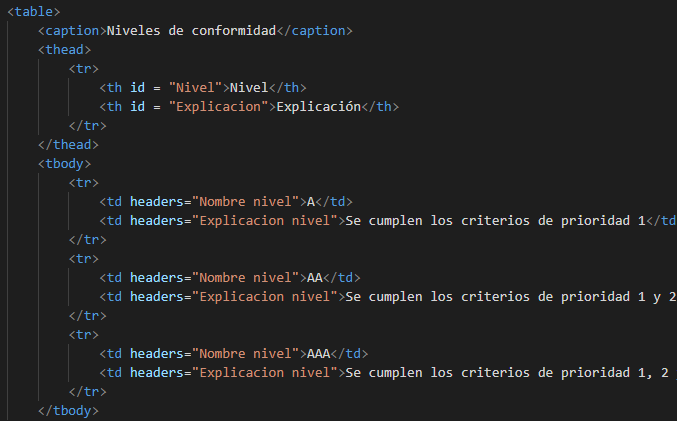 <table>
<caption>Niveles de conformidad</caption>
<thead>
<tr>
<th id = "Nivel">Nivel</th>
<th id = "Explicacion">Explicación</th>
</tr>
</thead>
<tbody>
<tr>
<td headers="Nombre nivel">A</td>
<td headers="Explicacion nivel">Se cumplen los criterios de prioridad 1</td
</tr>
<tr>
<td headers="Nombre nivel">AA</td>
<td headers="Explicacion nivel">Se cumplen los criterios de prioridad 1 y 2
</tr>
<tr>
<td headers="Nombre nivel">AAA</td>
<td headers="Explicacion nivel">Se cumplen los criterios de prioridad 1, 2
</tr>
</tbody>